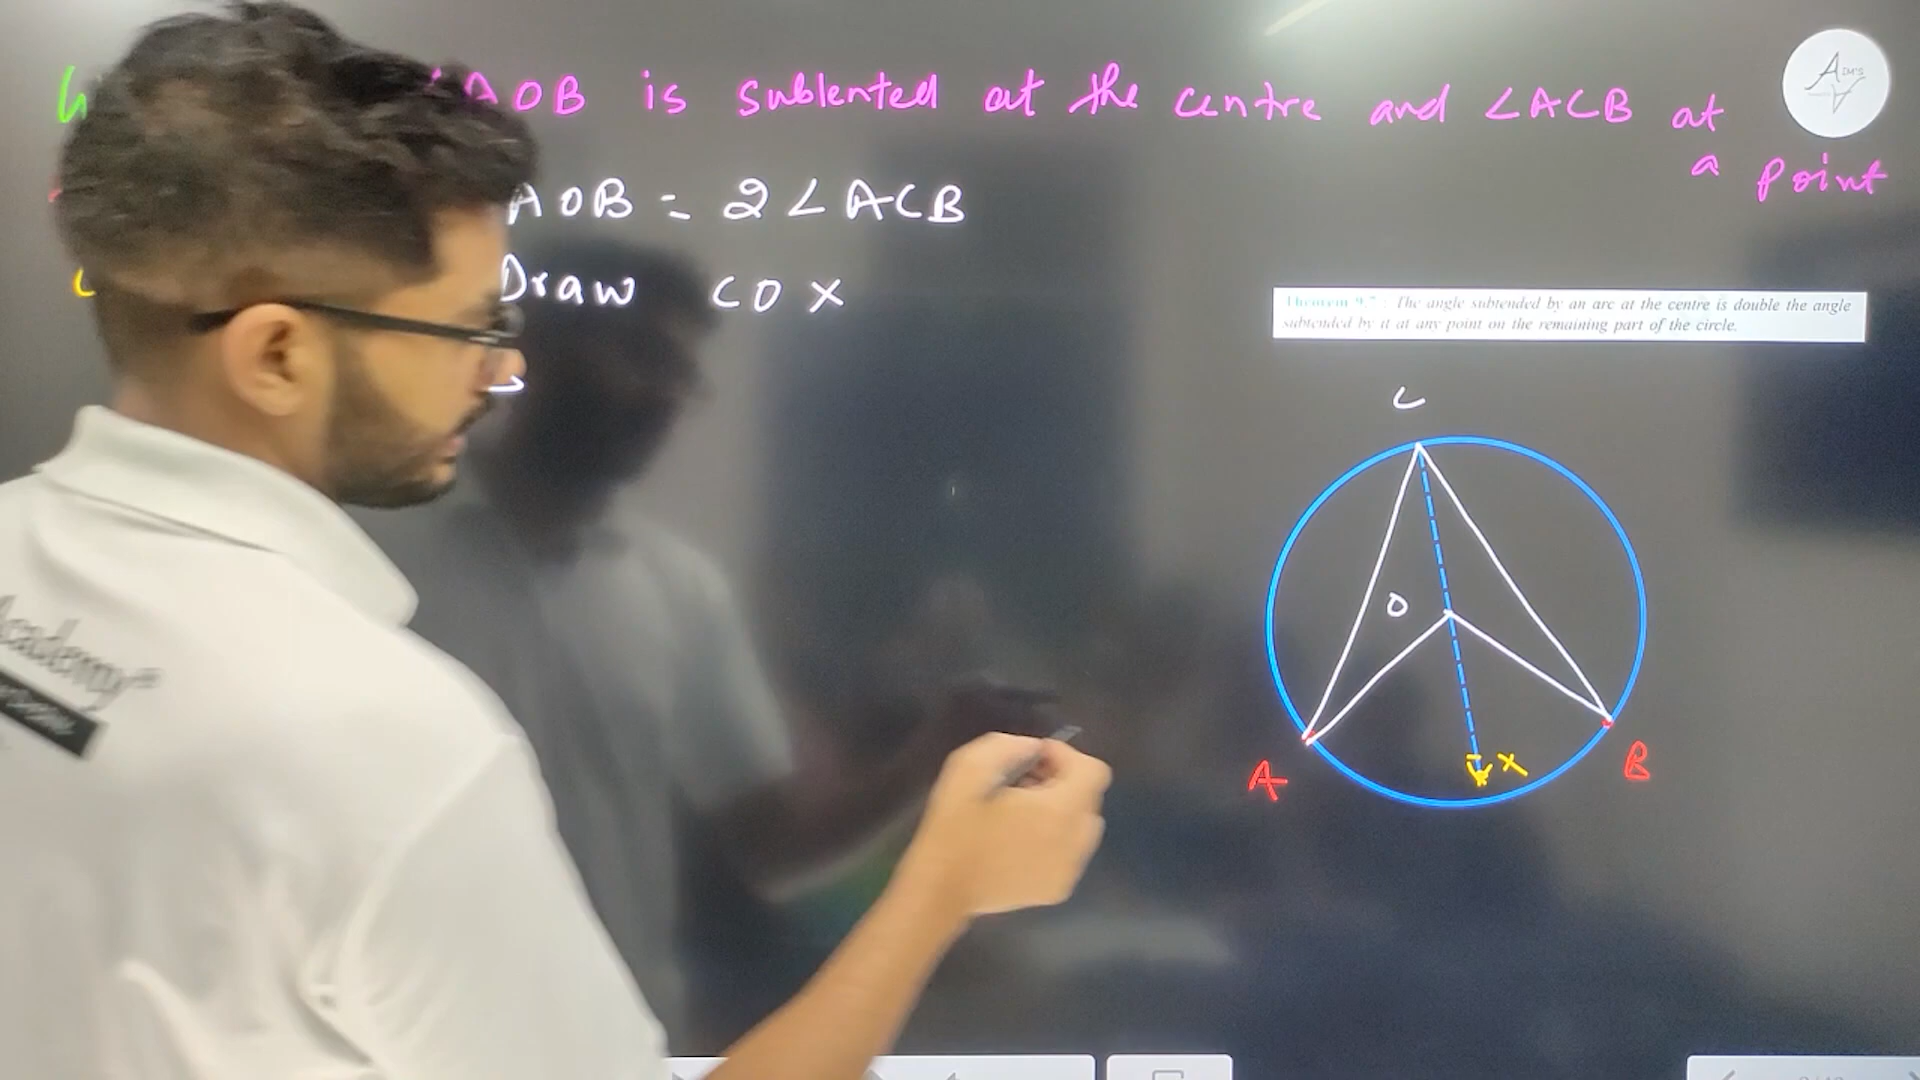 AOB is sublented at the centre and ∠ACB at
a point
AOB = 2∠ACB
Draw COX
Theorem 9.7 : The angle subtended by an arc at the centre is double the angle
subtended by it at any point on the remaining part of the circle.
C
O
A
X
B
Academy